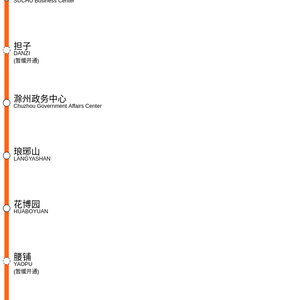 SUCHU Business Center
担子
DANZI
(暂缓开通)
滁州政务中心
Chuzhou Government Affairs Center
琅琊山
LANGYASHAN
花博园
HUABOYUAN
腰铺
YAOPU
(暂缓开通)